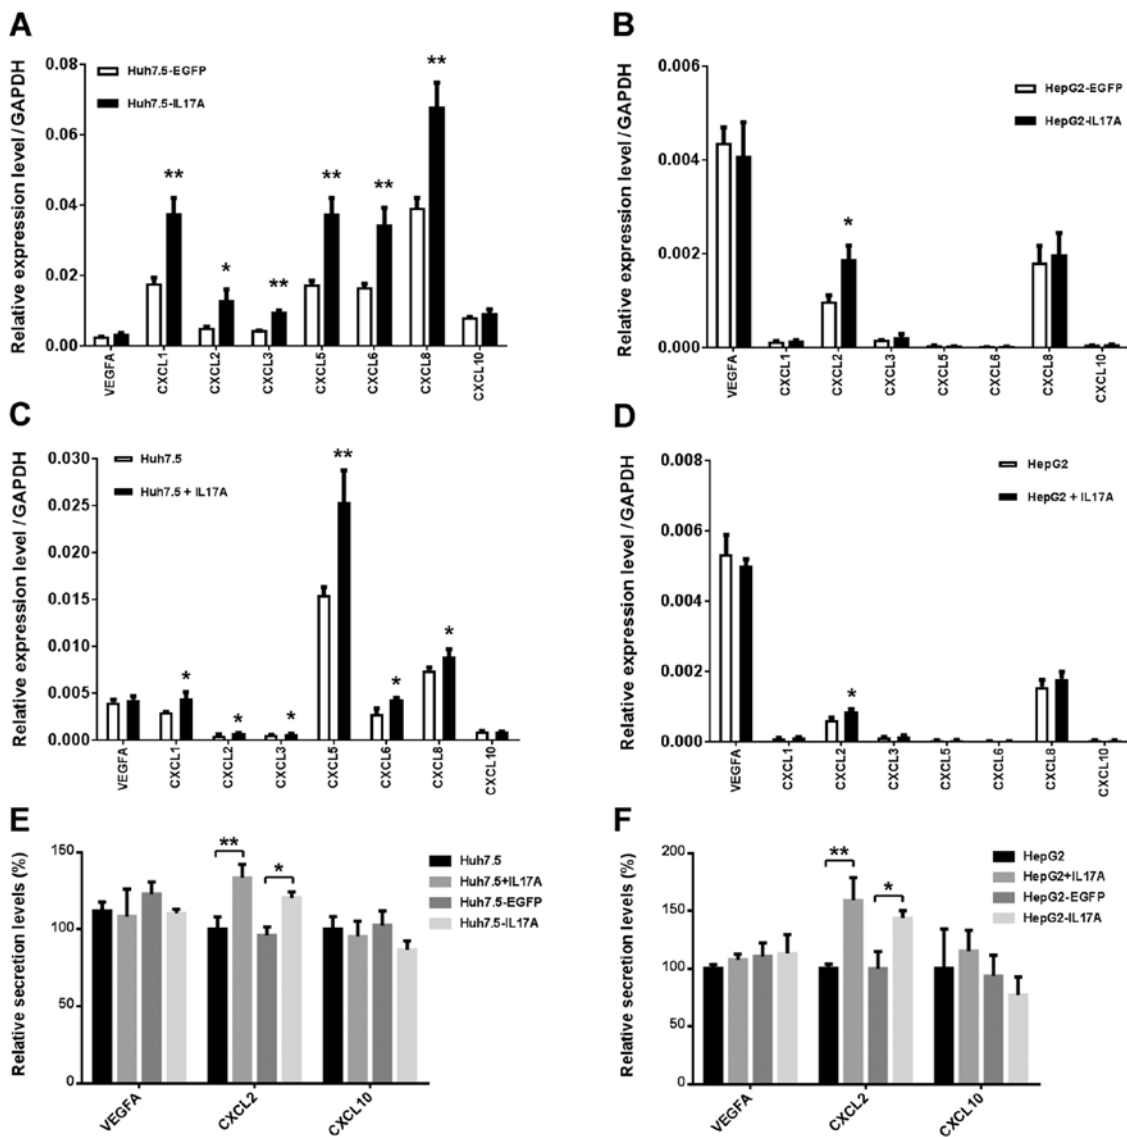 A
Relative expression level / GAPDH
0.08
0.06
0.04
0.02
0.00
Huh7.5-EGFP
Huh7.5-IL17A
**
*
**
**
**
**
VEGFA
CXCL1
CXCL2
CXCL3
CXCL5
CXCL6
CXCL8
CXCL10
B
Relative expression level / GAPDH
0.006
0.004
0.002
0.000
HepG2-EGFP
HepG2-IL17A
*
VEGFA
CXCL1
CXCL2
CXCL3
CXCL5
CXCL6
CXCL8
CXCL10
C
Relative expression level / GAPDH
0.030
0.025
0.020
0.015
0.010
0.005
0.000
Huh7.5
Huh7.5 + IL17A
*
*
*
**
*
*
VEGFA
CXCL1
CXCL2
CXCL3
CXCL5
CXCL6
CXCL8
CXCL10
D
Relative expression level / GAPDH
0.008
0.006
0.004
0.002
0.000
HepG2
HepG2 + IL17A
*
VEGFA
CXCL1
CXCL2
CXCL3
CXCL5
CXCL6
CXCL8
CXCL10
E
Relative secretion levels (%)
150
100
50
0
**
*
Huh7.5
Huh7.5+IL17A
Huh7.5-EGFP
Huh7.5-IL17A
VEGFA
CXCL2
CXCL10
F
Relative secretion levels (%)
200
150
100
50
0
**
*
HepG2
HepG2+IL17A
HepG2-EGFP
HepG2-IL17A
VEGFA
CXCL2
CXCL10